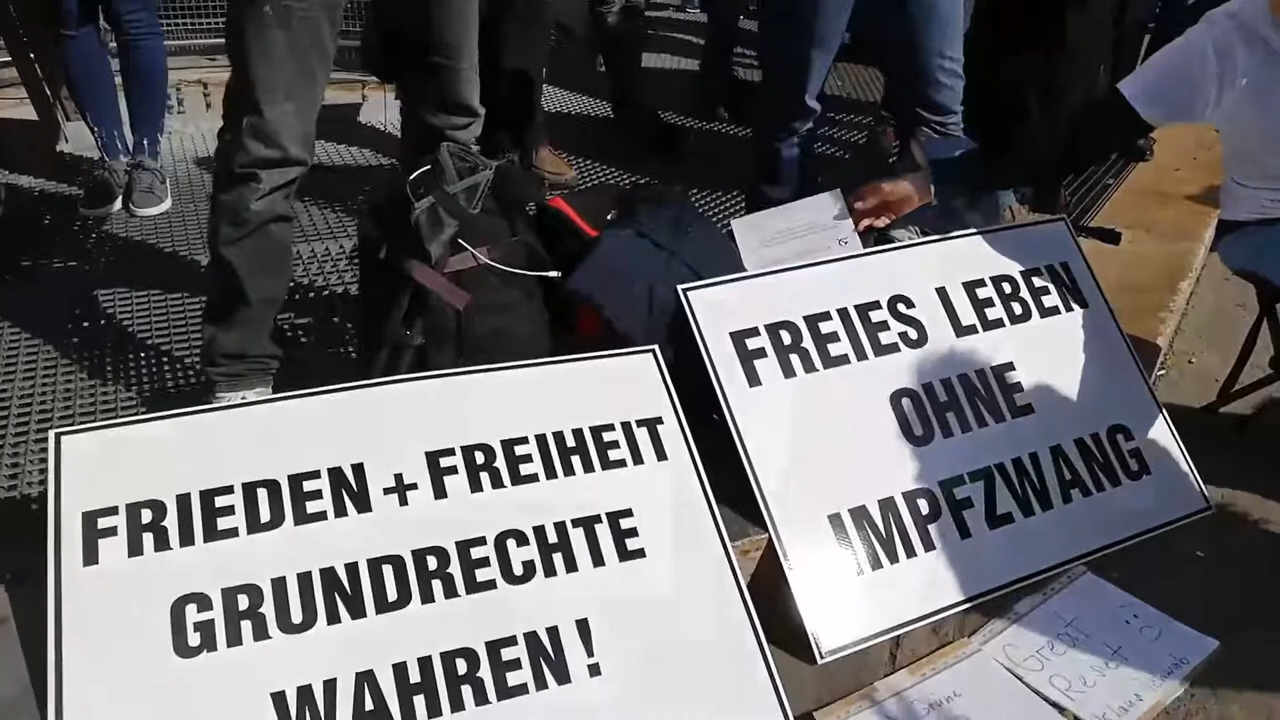 FRIEDEN + FREIHEIT
GRUNDRECHTE
WAHREN!
FREIES LEBEN
OHNE
IMPFZWANG
Great
Reset